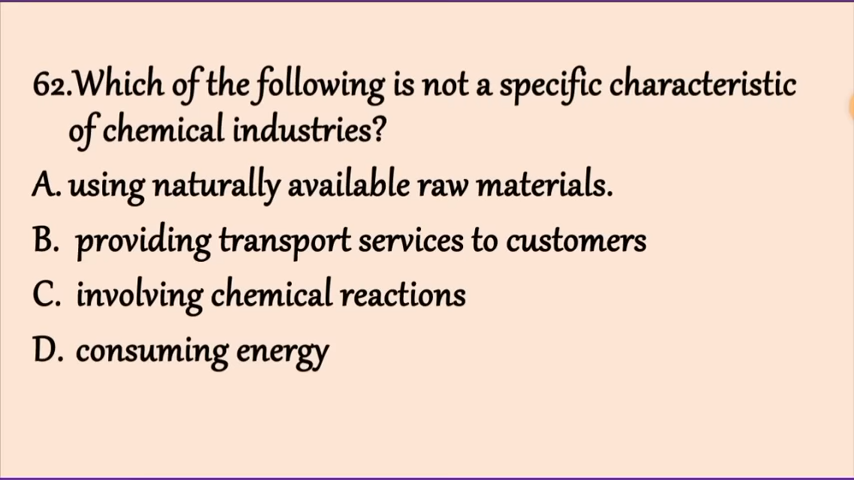 62.Which of the following is not a specific characteristic
of chemical industries?
A. using naturally available raw materials.
B. providing transport services to customers
C. involving chemical reactions
D. consuming energy